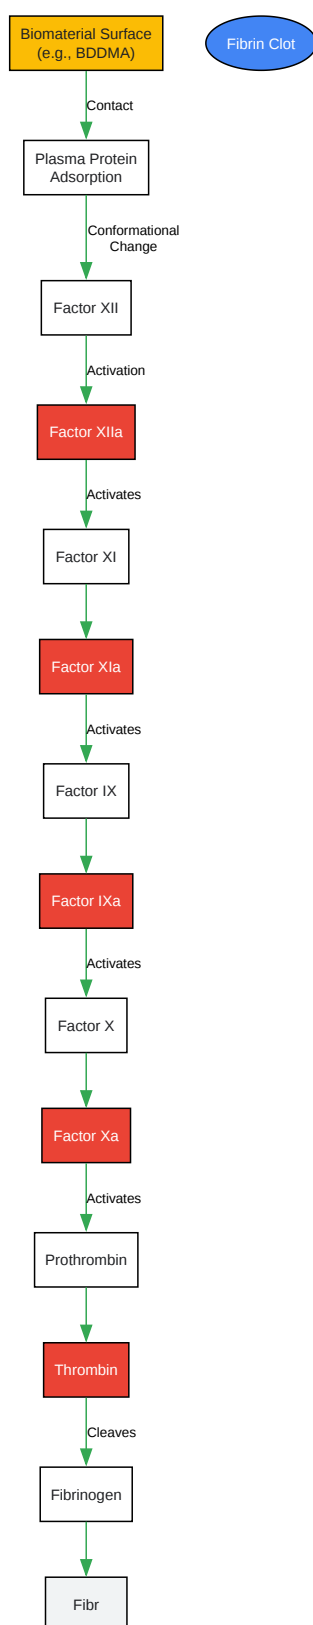 Biomaterial Surface
(e.g., BDDMA)
Fibrin Clot
Contact
Plasma Protein
Adsorption
Conformational
Change
Factor XII
Activation
Factor XIIa
Activates
Factor XI
Factor XIa
Activates
Factor IX
Factor IXa
Activates
Factor X
Factor Xa
Activates
Prothrombin
Thrombin
Cleaves
Fibrinogen
Fibr